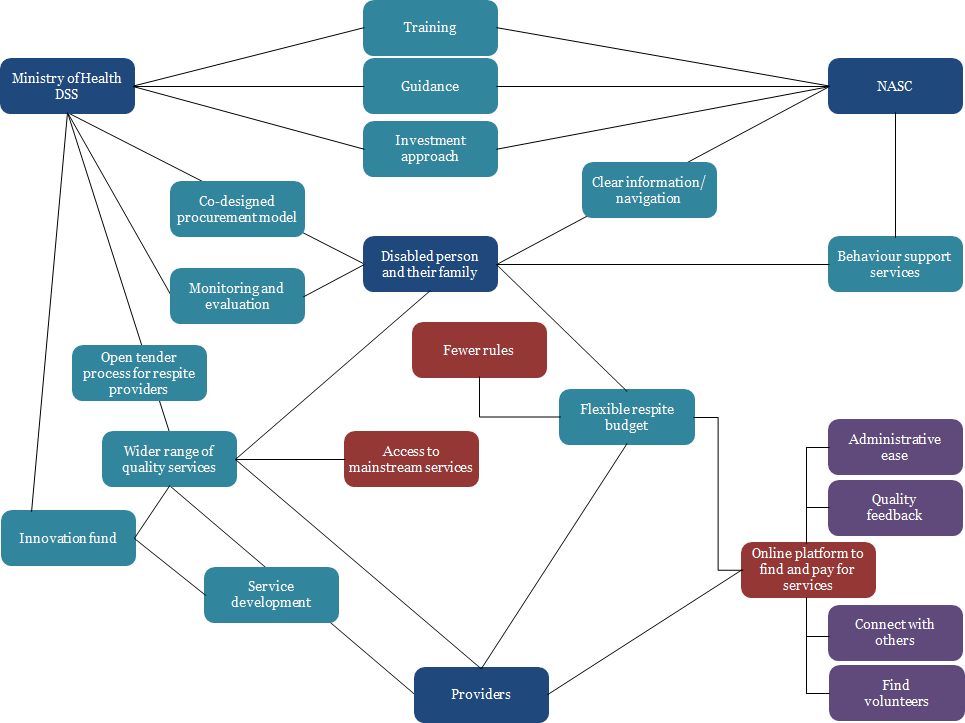 Training
Ministry of Health
DSS
Guidance
NASC
Investment
approach
Clear information/
navigation
Co-designed
procurement model
Disabled person
and their family
Behaviour support
services
Monitoring and
evaluation
Fewer rules
Open tender
process for respite
providers
Flexible respite
budget
Wider range of
quality services
Access to
mainstream services
Administrative
ease
Quality
feedback
Innovation fund
Online platform to
find and pay for
services
Service
development
Connect with
others
Providers
Find
volunteers